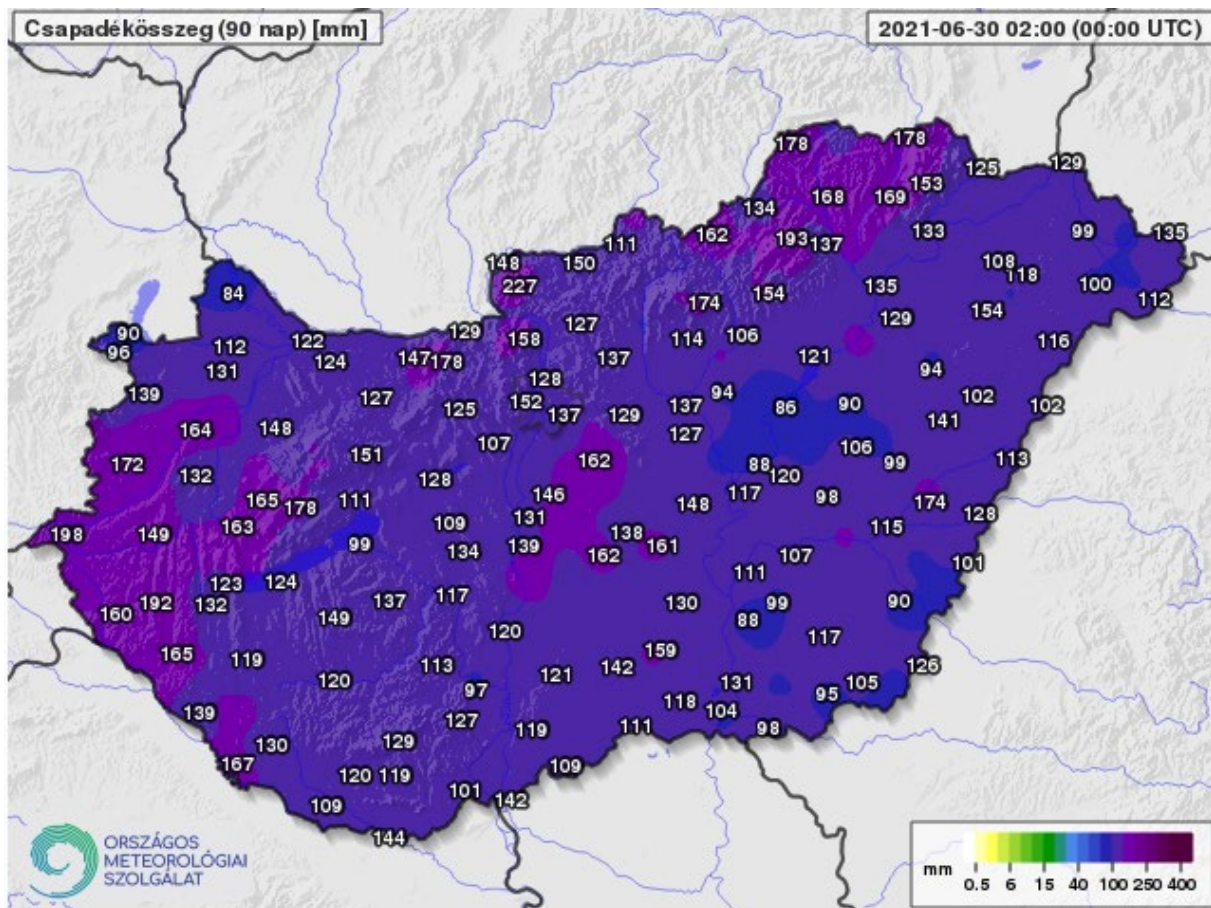 Csapadékösszeg (90 nap) [mm]
2021-06-30 02:00 (00:00 UTC)
178 178
125 129
153
168 169
134
193 137 133 99 135
162
111
148 150
108 118
227
84 154 135 100
174 154 112
127 129
90 122 129 158 114 106 116
96 112 124 147 178 137 121
131 128 94
139 127 94 102
125 152 137 129 137 86 90 102
164 148 127 141
107 106
172 151 162 113
132 128 88 120 99
165 178 111 146 148 117 98 174
198 149 163 109 131 138 115 128
99 134 139 162 161 107
111 101
123 124
160 192 132 137 117 130 99 90
149 88
120 117
165 119 113 142 159 126
120 97 121 131 105
139 127 119 118 104 95
130 129 111 98
167 120 119 109
109 101 142
144
ORSZÁGOS
METEOROLÓGIAI
SZOLGÁLAT
mm 0.5 6 15 40 100 250 400